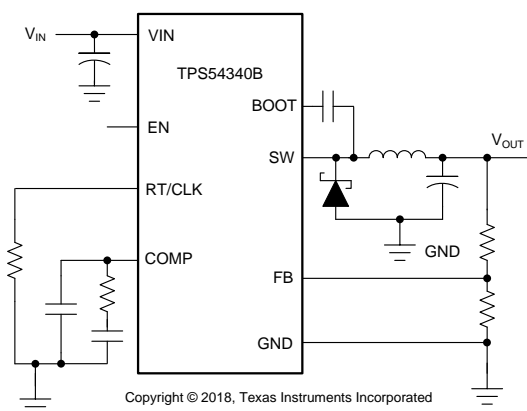 VIN
VIN
TPS54340B
BOOT
EN
SW
VOUT
RT/CLK
COMP
GND
FB
GND
Copyright © 2018, Texas Instruments Incorporated